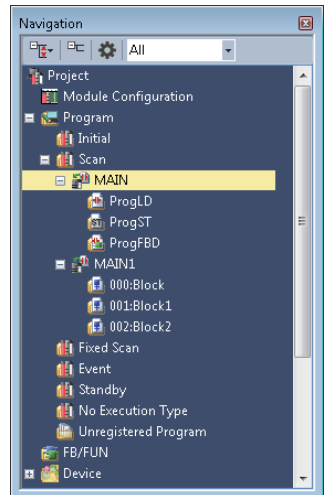 Navigation
All
Project
Module Configuration
Program
Initial
Scan
MAIN
ProgLD
ProgST
ProgFBD
MAIN1
000:Block
001:Block1
002:Block2
Fixed Scan
Event
Standby
No Execution Type
Unregistered Program
FB/FUN
Device